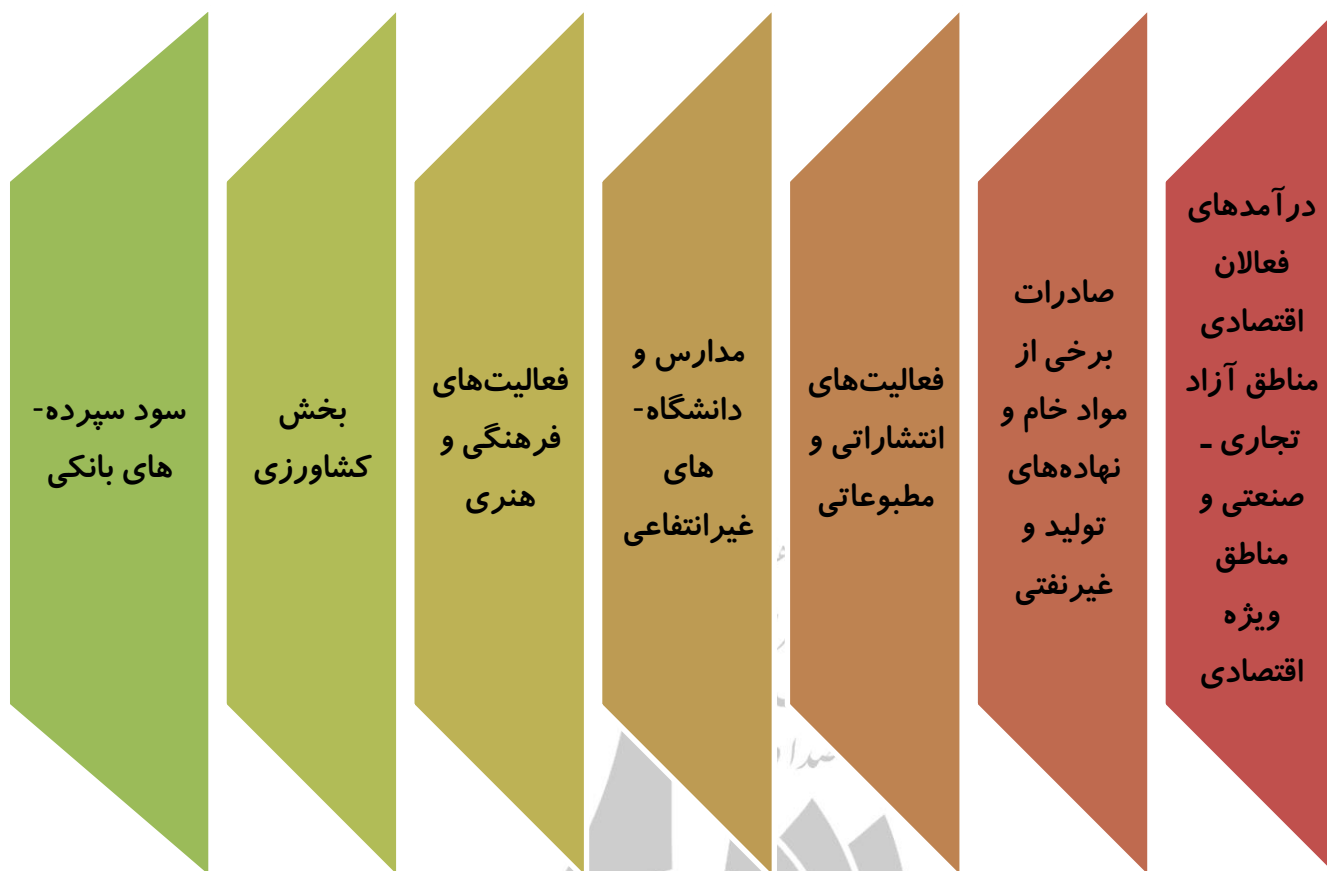 درآمدهای
فعالان
اقتصادی
مناطق آزاد
تجاری ـ
صنعتی و
مناطق
ویژه
اقتصادی
صادرات
برخی از
مواد خام و
نهاده‌های
تولید و
غیرنفتی
فعالیت‌های
انتشاراتی و
مطبوعاتی
مدارس و
دانشگاه-
های
غیرانتفاعی
فعالیت‌های
فرهنگی و
هنری
بخش
کشاورزی
سود سپرده-
های بانکی